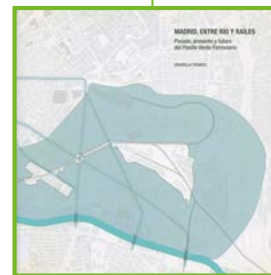 MADRID, ENTRE RÍO Y RAÍLES
Pasado, presente y futuro
del Pasillo Verde Ferroviario